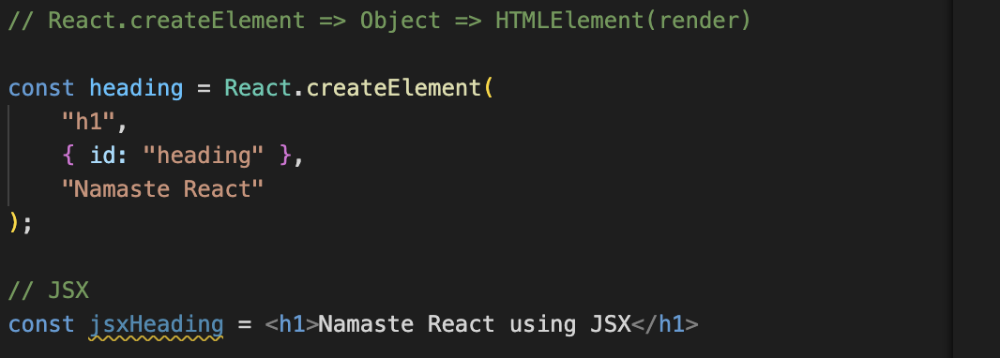 // React.createElement => Object => HTMLElement(render)
const heading = React.createElement(
"h1",
{ id: "heading" },
"Namaste React"
);
// JSX
const jsxHeading = <h1>Namaste React using JSX</h1>